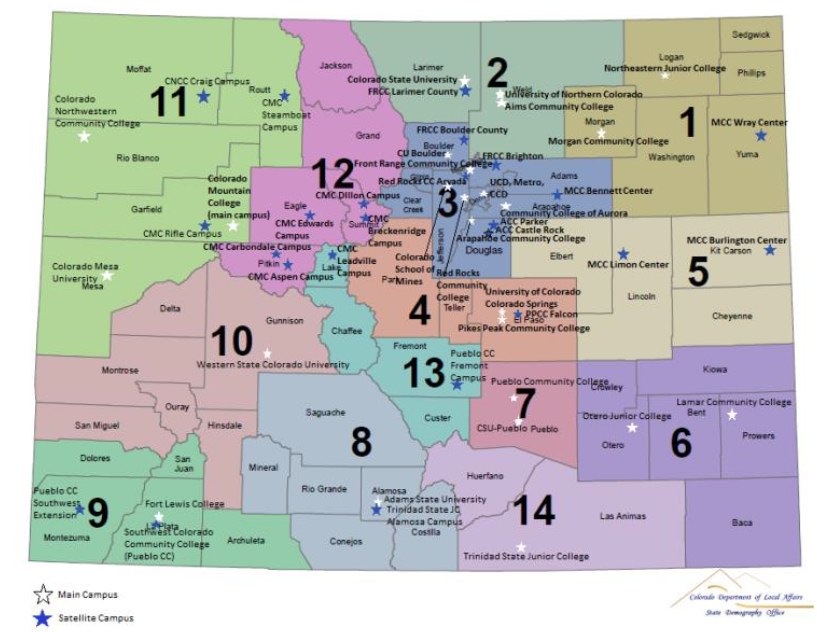 Sedgwick
Logan
Northeastern Junior College
Phillips
Jackson
Larimer
Colorado State University
FRCC Larimer County
2
Weld
University of Northern Colorado
Aims Community College
Moffat
CNCC Craig Campus
11
Routt
CMC
Steamboat
Campus
Colorado
Northwestern
Community College
Rio Blanco
Morgan
Morgan Community College
1
MCC Wray Center
Washington
Yuma
Grand
12
FRCC Boulder County
Boulder
CU Boulder
Front Range Community College
FRCC Brighton
Red Rocks CC Arvada
3
UCD, Metro,
CCD
Adams
MCC Bennett Center
Arapahoe
Community College of Aurora
ACC Parker
ACC Castle Rock
Arapahoe Community College
Douglas
Clear
Creek
Jefferson
Colorado
Mountain
College
(main campus)
Garfield
CMC Rifle Campus
Eagle
CMC Edwards
Campus
CMC Dillon Campus
Summit
CMC
Breckenridge
Campus
CMC Carbondale Campus
Pitkin
CMC Aspen Campus
CMC
Leadville
Campus
Lake
Colorado
School of
Mines
Park
Red Rocks
Community
College
Teller
4
Elbert
MCC Limon Center
Lincoln
MCC Burlington Center
Kit Carson
5
Cheyenne
Colorado Mesa
University
Mesa
Delta
Gunnison
10
Western State Colorado University
Chaffee
University of Colorado
Colorado Springs
PPCC Falcon
El Paso
Pikes Peak Community College
Fremont
13
Pueblo CC
Fremont
Campus
Custer
Pueblo Community College
7
CSU-Pueblo
Pueblo
Crowley
Otero Junior College
Otero
Kiowa
Lamar Community College
Bent
Prowers
6
Baca
Montrose
Ouray
San Miguel
Hinsdale
Saguache
8
Mineral
Rio Grande
Alamosa
Adams State University
Trinidad State JC
Alamosa Campus
Costilla
Conejos
Huerfano
14
Las Animas
Trinidad State Junior College
Dolores
San
Juan
Pueblo CC
Southwest
Extension
9
Montezuma
Fort Lewis College
La Plata
Southwest Colorado
Community College
(Pueblo CC)
Archuleta
Main Campus
Satellite Campus
Colorado Department of Local Affairs
State Demography Office